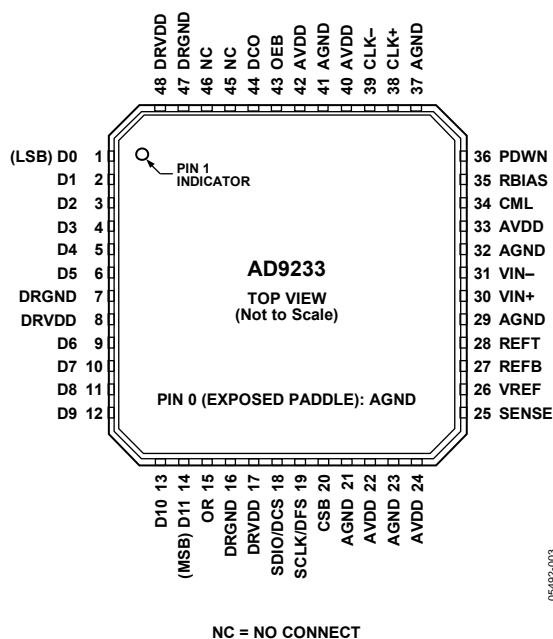 48 DRVDD
47 DRGND
46 NC
45 NC
44 DCO
43 OEB
42 AVDD
41 AGND
40 AVDD
39 CLK–
38 CLK+
37 AGND
(LSB) D0 1
D1 2
D2 3
D3 4
D4 5
D5 6
DRGND 7
DRVDD 8
D6 9
D7 10
D8 11
D9 12
PIN 1
INDICATOR
AD9233
TOP VIEW
(Not to Scale)
PIN 0 (EXPOSED PADDLE): AGND
36 PDWN
35 RBIAS
34 CML
33 AVDD
32 AGND
31 VIN–
30 VIN+
29 AGND
28 REFT
27 REFB
26 VREF
25 SENSE
D10 13
(MSB) D11 14
OR 15
DRGND 16
DRVDD 17
SDIO/DCS 18
SCLK/DFS 19
CSB 20
AGND 21
AVDD 22
AGND 23
AVDD 24
05492-003
NC = NO CONNECT